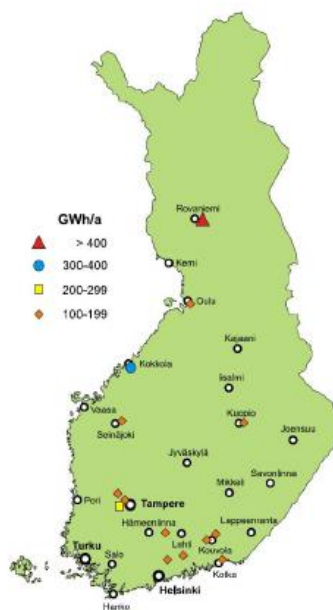 Rovaniemi
GWh/a
> 400
300-400
200-299
100-199
Kemi
Oulu
Kajaani
Kokkola
Iisalmi
Vaasa
Seinäjoki
Kuopio
Joensuu
Jyväskylä
Savonlinna
Mikkeli
Pori
Tampere
Hämeenlinna
Lappeenranta
Lahti
Kouvola
Turku
Salo
Kotka
Helsinki
Hanko